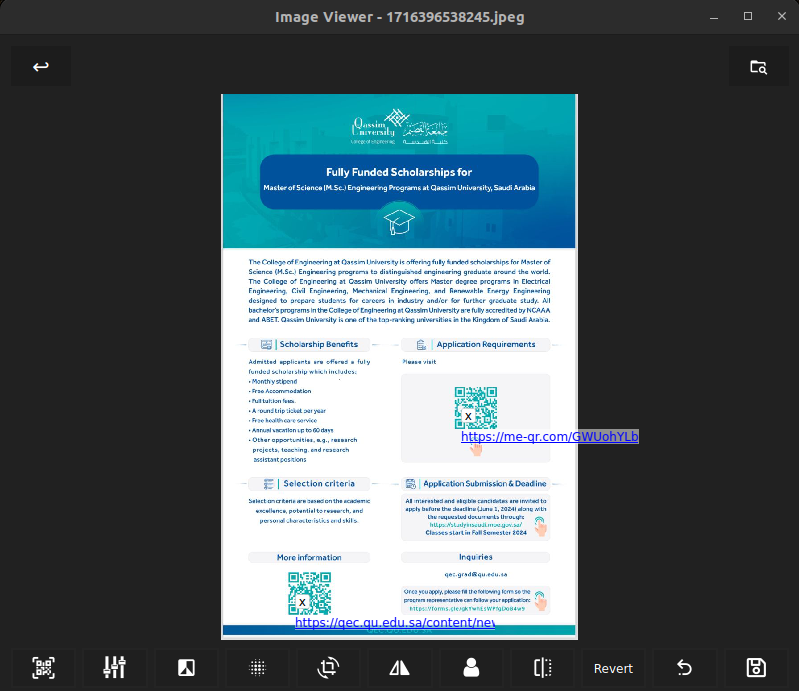 Image Viewer - 1716396538245.jpeg
Qassim
University
College of Engineering
Fully Funded Scholarships for
Master of Science (M.Sc.) Engineering Programs at Qassim University, Saudi Arabia
The College of Engineering at Qassim University is offering fully funded scholarships for Master of
Science (M.Sc.) Engineering programs to distinguished engineering graduate around the world.
The College of Engineering at Qassim University offers Master degree programs in Electrical
Engineering, Civil Engineering, Mechanical Engineering, and Renewable Energy Engineering
designed to prepare students for careers in industry and/or for further graduate study. All
bachelor's programs in the College of Engineering at Qassim University are fully accredited by NCAAA
and ABET. Qassim University is one of the top-ranking universities in the Kingdom of Saudi Arabia.
Scholarship Benefits
Admitted applicants are offered a fully
funded scholarship which includes:
• Monthly stipend
• Free Accommodation
• Full tuition fees.
• A round trip ticket per year
• Free healthcare service
• Annual vacation up to 60 days
• Other opportunities, e.g., research
projects, teaching, and research
assistant positions
Application Requirements
Please visit
X
https://me-qr.com/GWUohYLb
Selection criteria
Selection criteria are based on the academic
excellence, potential to research, and
personal characteristics and skills.
Application Submission & Deadline
All interested and eligible candidates are invited to
apply before the deadline (June 1, 2024) along with
the requested documents through:
https://studyinsaudi.moe.gov.sa/
Classes start in Fall Semester 2024
More information
X
https://qec.qu.edu.sa/content/nev
Inquiries
qec.grad@qu.edu.sa
Once you apply, please fill the following form so the
program representative can follow your application:
Revert